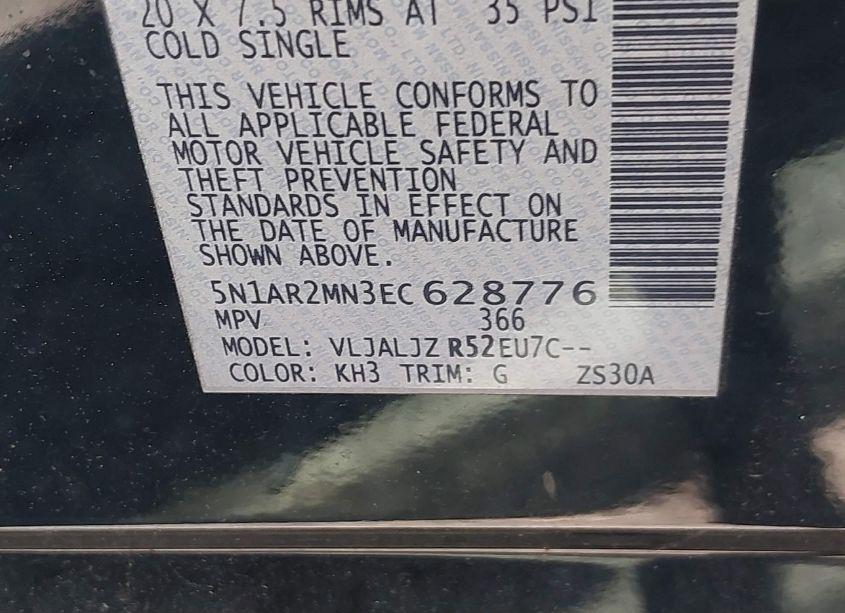 20 X 7.5 RIMS AT 35 PSI
COLD SINGLE
THIS VEHICLE CONFORMS TO
ALL APPLICABLE FEDERAL
MOTOR VEHICLE SAFETY AND
THEFT PREVENTION
STANDARDS IN EFFECT ON
THE DATE OF MANUFACTURE
SHOWN ABOVE.
5N1AR2MN3EC628776
MPV 366
MODEL: VLJALJZ R52EU7C--
COLOR: KH3 TRIM: G ZS30A